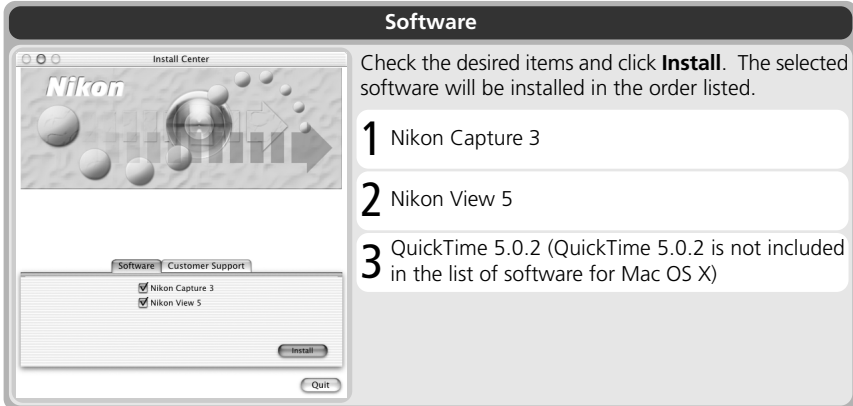 Software
Install Center
Nikon
Software
Customer Support
Nikon Capture 3
Nikon View 5
Install
Quit
Check the desired items and click Install. The selected
software will be installed in the order listed.
1 Nikon Capture 3
2 Nikon View 5
3 QuickTime 5.0.2 (QuickTime 5.0.2 is not included
in the list of software for Mac OS X)